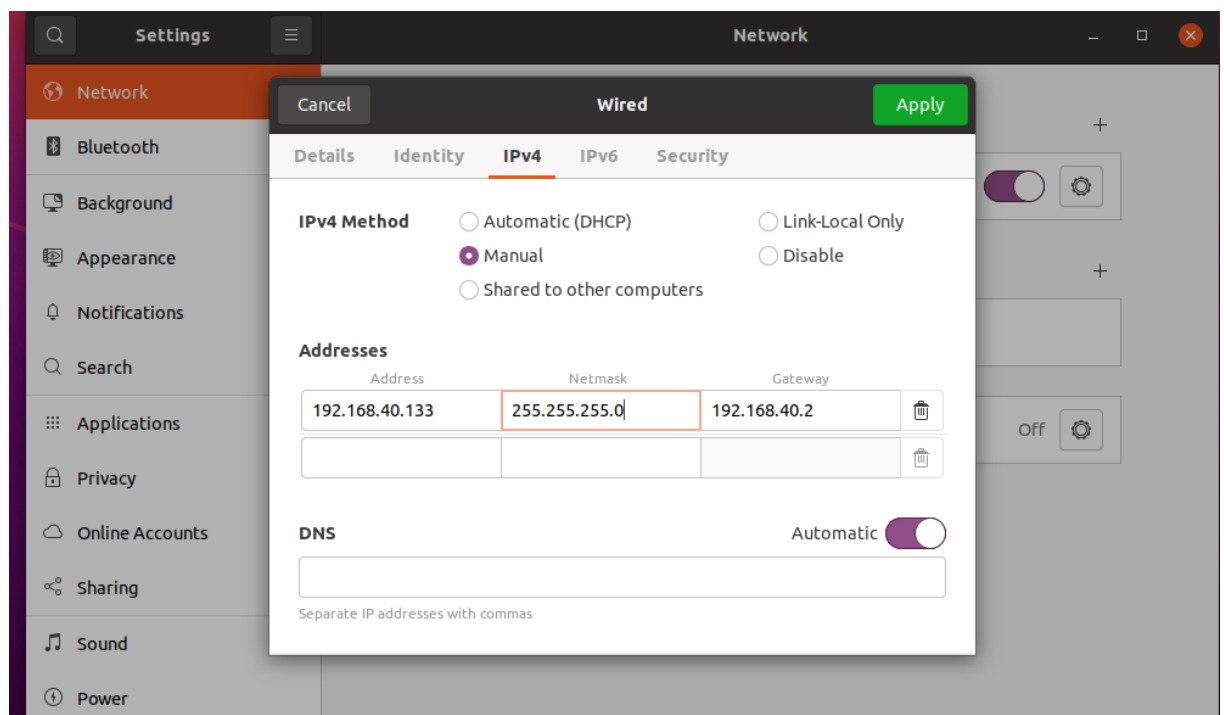 Settings
Network
Network
Bluetooth
Background
Appearance
Notifications
Search
Applications
Privacy
Online Accounts
Sharing
Sound
Power
Cancel
Wired
Apply
Details Identity IPv4 IPv6 Security
IPv4 Method
Automatic (DHCP)
Link-Local Only
Manual
Disable
Shared to other computers
Addresses
Address Netmask Gateway
192.168.40.133 255.255.255.0 192.168.40.2
DNS
Automatic
Separate IP addresses with commas
Off